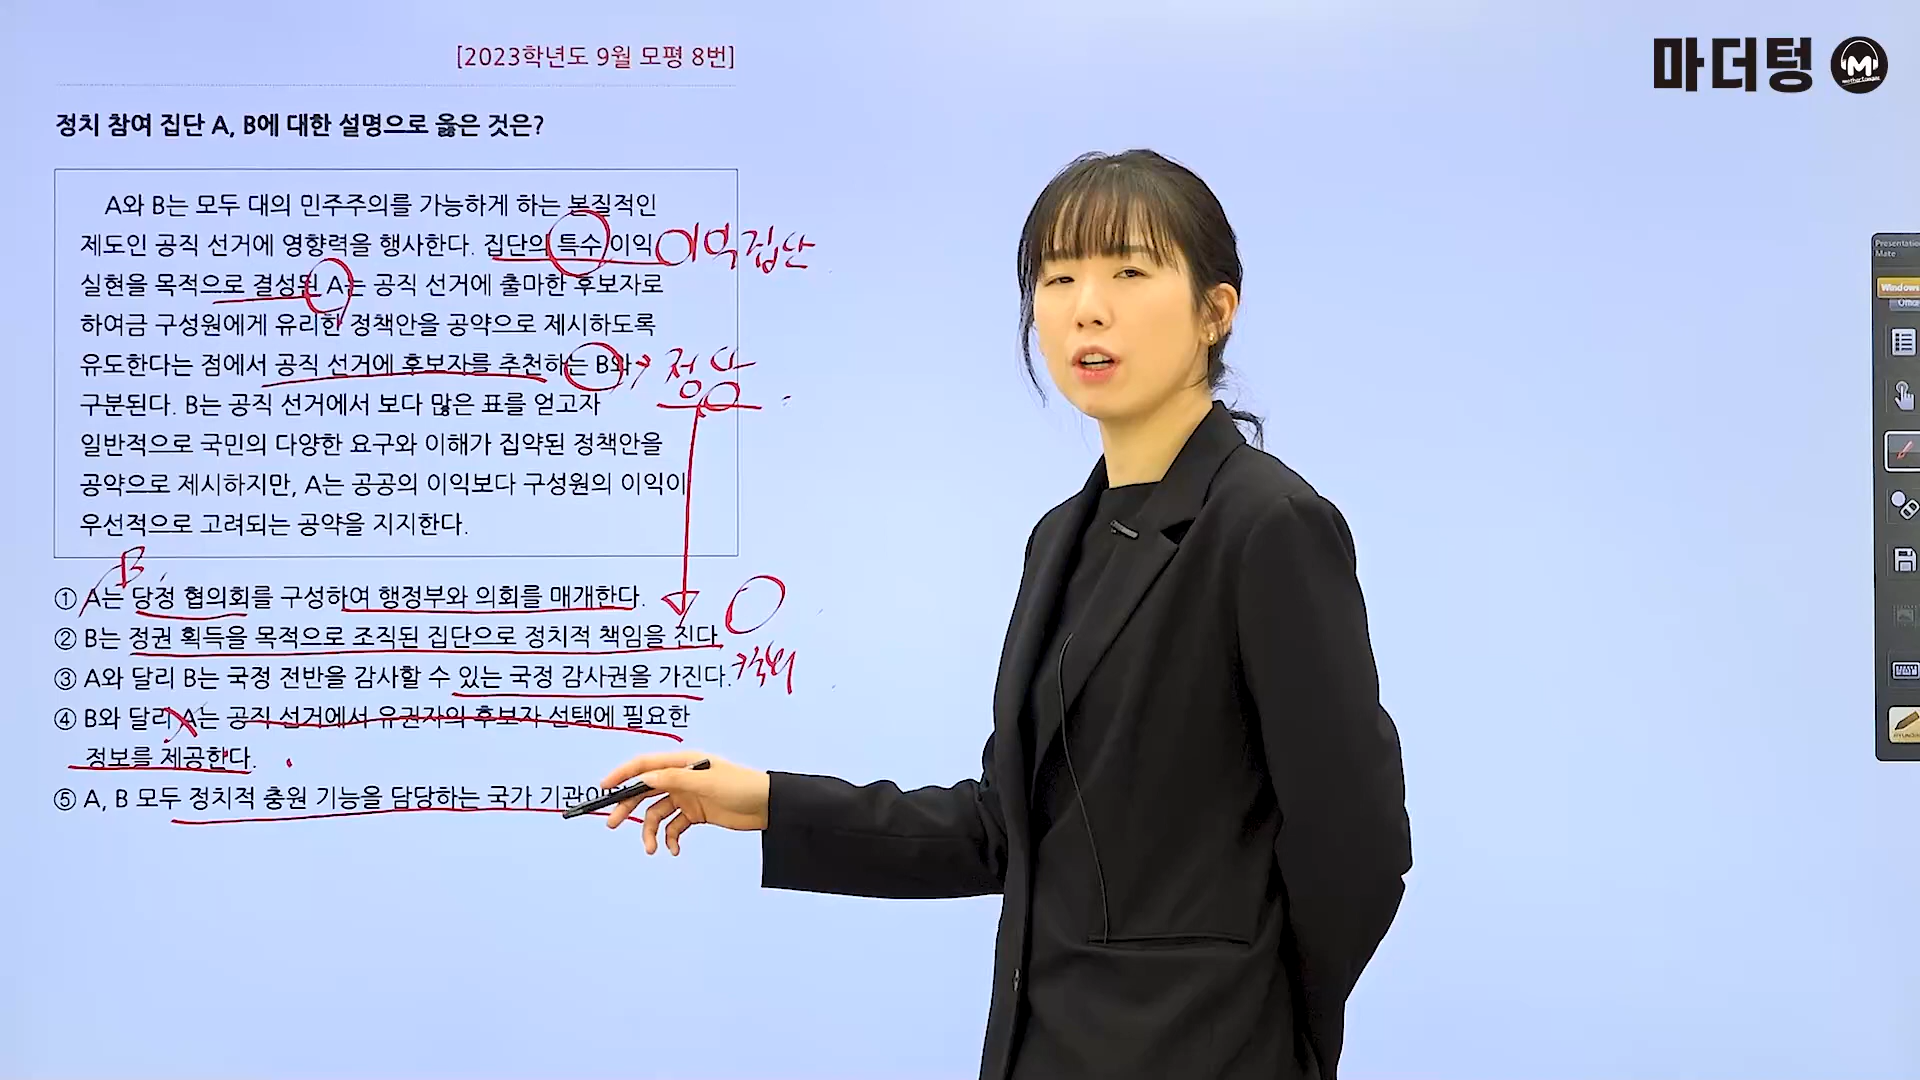 [2023학년도 9월 모평 8번]
마더텅
M
정치 참여 집단 A, B에 대한 설명으로 옳은 것은?
A와 B는 모두 대의 민주주의를 가능하게 하는 본질적인
제도인 공직 선거에 영향력을 행사한다. 집단의 특수 이익
이익집단
실현을 목적으로 결성된 A는 공직 선거에 출마한 후보자로
하여금 구성원에게 유리한 정책안을 공약으로 제시하도록
유도한다는 점에서 공직 선거에 후보자를 추천하는 B와
정당
구분된다. B는 공직 선거에서 보다 많은 표를 얻고자
일반적으로 국민의 다양한 요구와 이해가 집약된 정책안을
공약으로 제시하지만, A는 공공의 이익보다 구성원의 이익이
우선적으로 고려되는 공약을 지지한다.
B
① A는 당정 협의회를 구성하여 행정부와 의회를 매개한다.
② B는 정권 획득을 목적으로 조직된 집단으로 정치적 책임을 진다.
③ A와 달리 B는 국정 전반을 감사할 수 있는 국정 감사권을 가진다.
④ B와 달리 A는 공직 선거에서 유권자의 후보자 선택에 필요한
정보를 제공한다.
⑤ A, B 모두 정치적 충원 기능을 담당하는 국가
Presentation
Mate
Windows